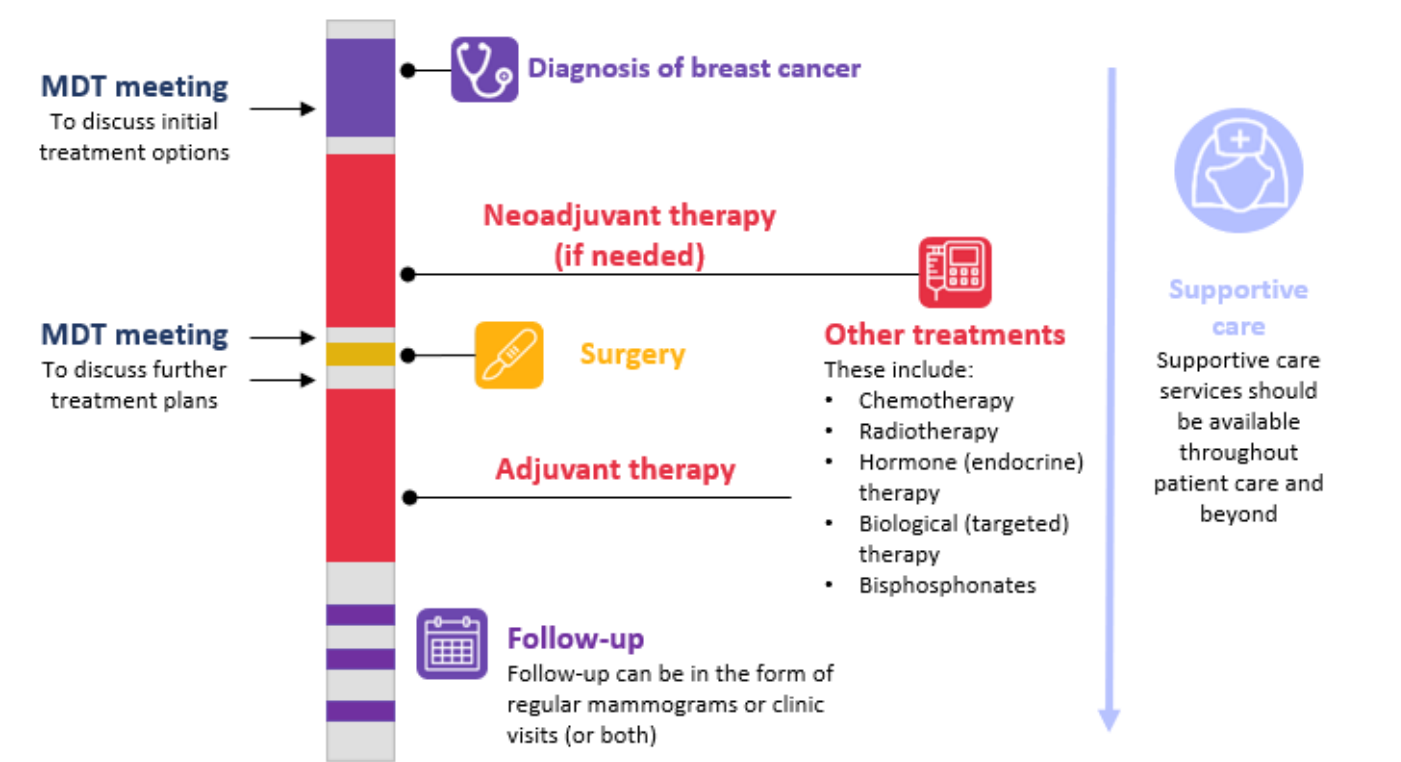 Diagnosis of breast cancer
MDT meeting
To discuss initial
treatment options
Neoadjuvant therapy
(if needed)
MDT meeting
To discuss further
treatment plans
Surgery
Other treatments
These include:
• Chemotherapy
• Radiotherapy
• Hormone (endocrine)
therapy
• Biological (targeted)
therapy
• Bisphosphonates
Adjuvant therapy
Follow-up
Follow-up can be in the form of
regular mammograms or clinic
visits (or both)
Supportive
care
Supportive care
services should
be available
throughout
patient care and
beyond